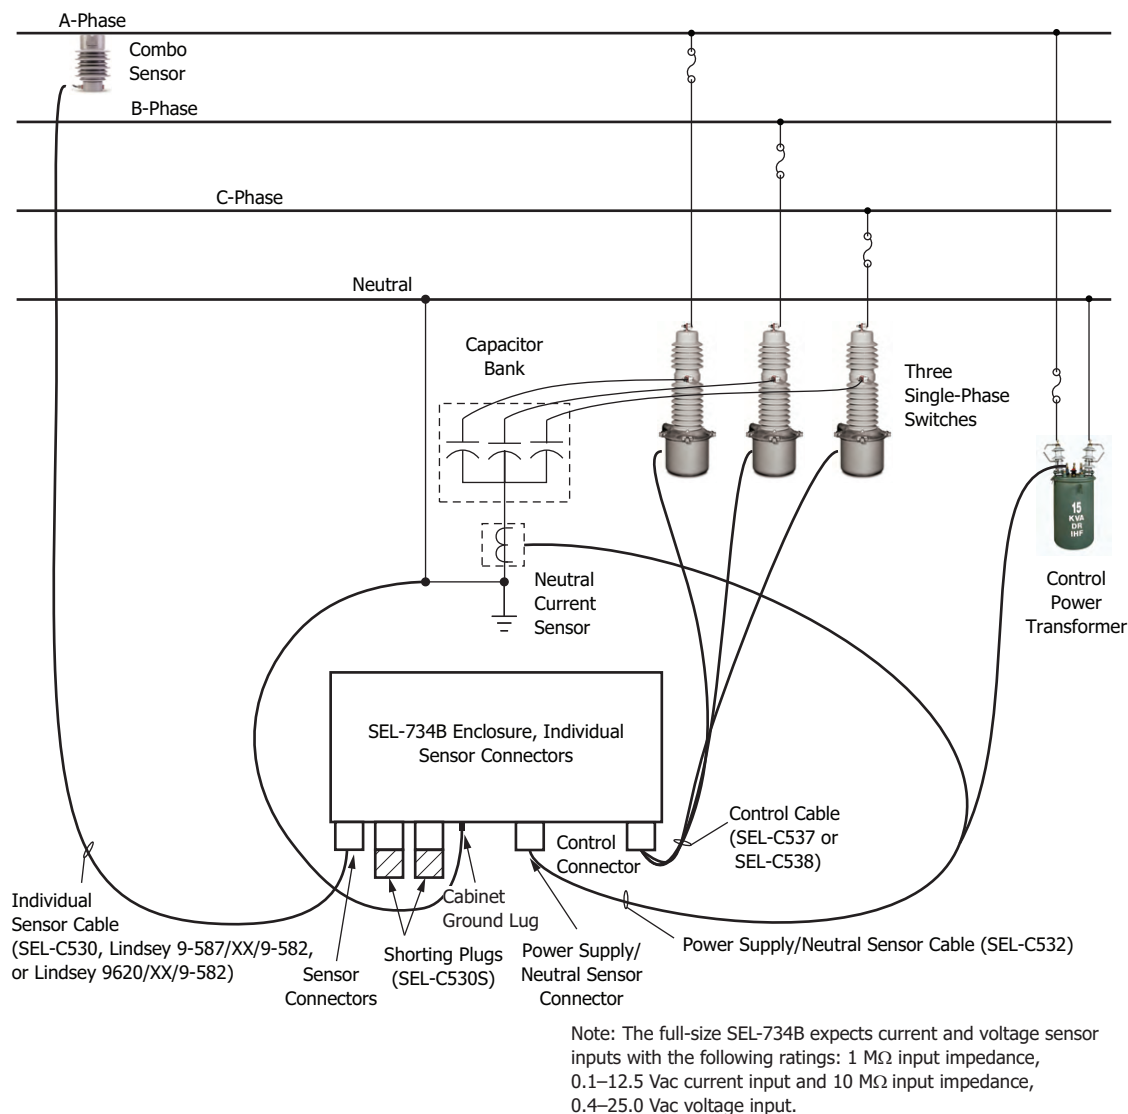 A-Phase
Combo
Sensor
B-Phase
C-Phase
Neutral
Capacitor
Bank
Three
Single-Phase
Switches
15
KVA
DR
IHF
Neutral
Current
Sensor
Control
Power
Transformer
SEL-734B Enclosure, Individual
Sensor Connectors
Control
Connector
Control Cable
(SEL-C537 or
SEL-C538)
Individual
Sensor Cable
(SEL-C530, Lindsey 9-587/XX/9-582,
or Lindsey 9620/XX/9-582)
Sensor
Connectors
Cabinet
Ground Lug
Shorting Plugs
(SEL-C530S)
Power Supply/
Neutral Sensor
Connector
Power Supply/Neutral Sensor Cable (SEL-C532)
Note: The full-size SEL-734B expects current and voltage sensor
inputs with the following ratings: 1 MΩ input impedance,
0.1–12.5 Vac current input and 10 MΩ input impedance,
0.4–25.0 Vac voltage input.